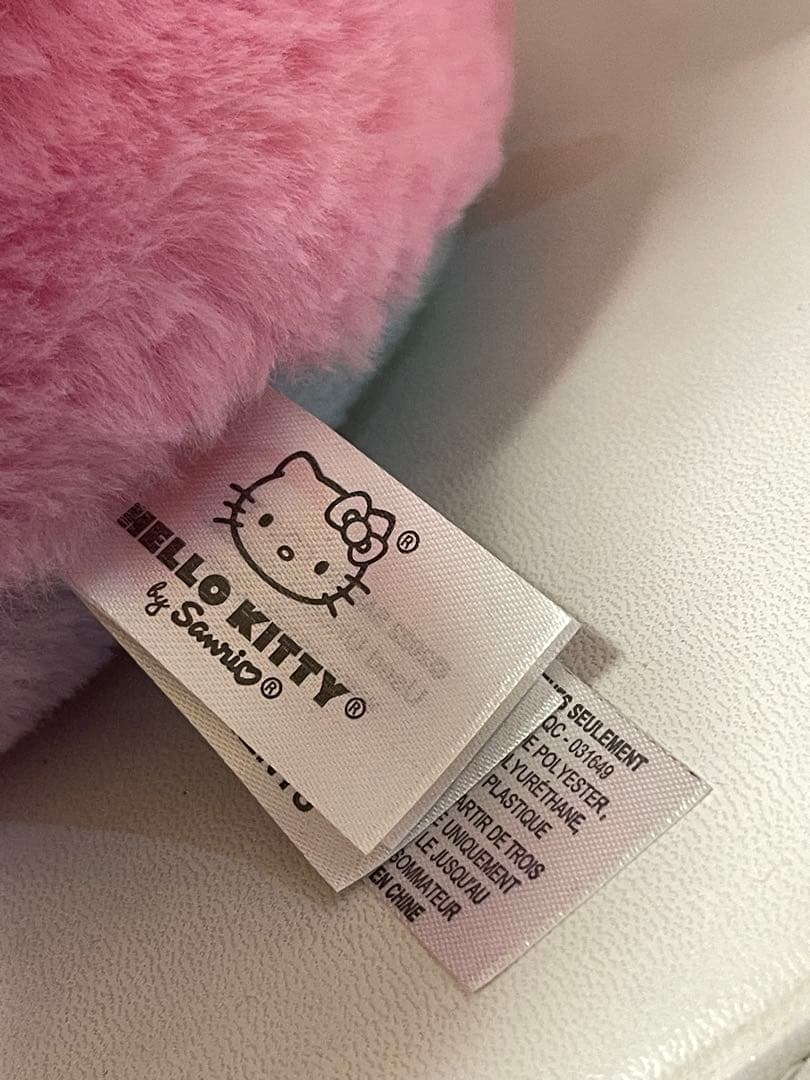 HELLO KITTY®
by Sanrio®
®
SEULEMENT
QC - 031649
E POLYESTER,
LYURÉTHANE,
PLASTIQUE
ARTIR DE TROIS
E UNIQUEMENT
LE JUSQU'AU
SOMMATEUR
EN CHINE